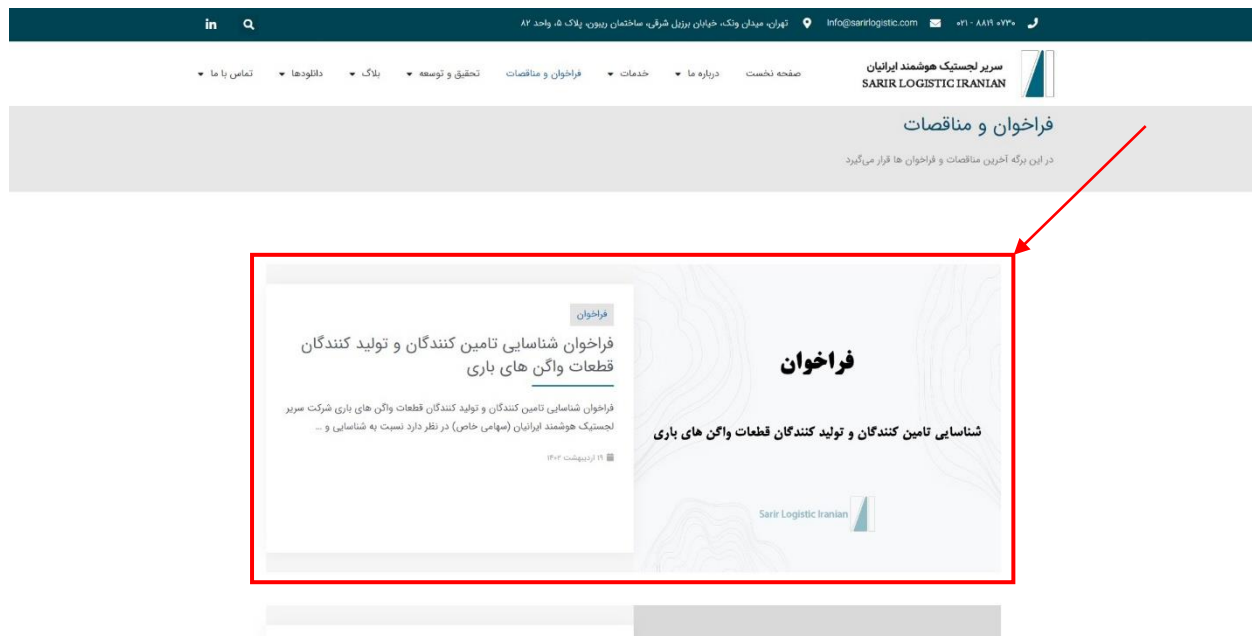 ۰۲۱ - ۸۸۱۹ ۰۷۳۰
Info@sarirlogistic.com
تهران، میدان ونک، خیابان برزیل شرقی، ساختمان ریبون، پلاک ۵، واحد ۸۲
in
سریر لجستیک هوشمند ایرانیان
SARIR LOGISTIC IRANIAN
صفحه نخست درباره ما خدمات فراخوان و مناقصات تحقیق و توسعه بلاگ دانلودها تماس با ما
فراخوان و مناقصات
در این برگه آخرین مناقصات و فراخوان ها قرار می‌گیرد
فراخوان
شناسایی تامین کنندگان و تولید کنندگان قطعات واگن های باری
Sarir Logistic Iranian
فراخوان
فراخوان شناسایی تامین کنندگان و تولید کنندگان
قطعات واگن های باری
فراخوان شناسایی تامین کنندگان و تولید کنندگان قطعات واگن های باری شرکت سریر
لجستیک هوشمند ایرانیان (سهامی خاص) در نظر دارد نسبت به شناسایی و ...
۱۹ اردیبهشت ۱۴۰۲